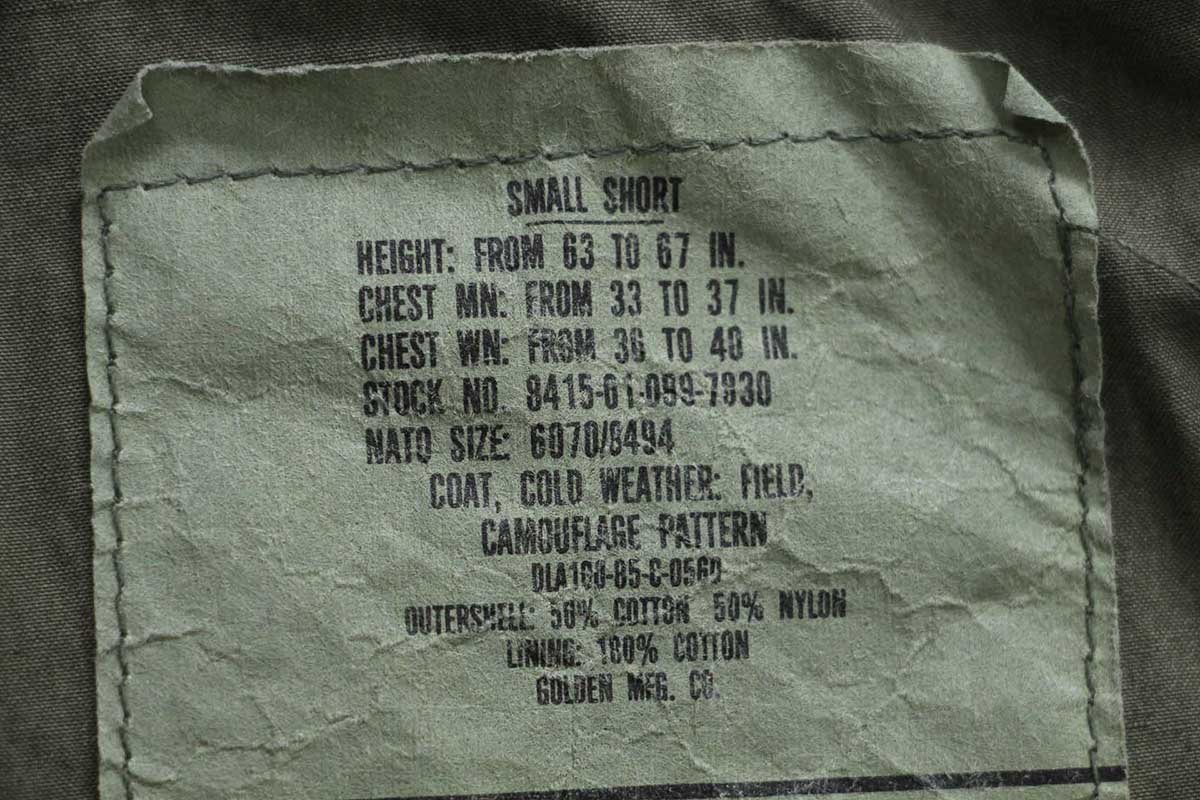 SMALL SHORT
HEIGHT: FROM 63 TO 67 IN.
CHEST MN: FROM 33 TO 37 IN.
CHEST WN: FROM 36 TO 40 IN.
STOCK NO. 8415-01-099-7830
NATO SIZE: 6070/8494
COAT, COLD WEATHER: FIELD,
CAMOUFLAGE PATTERN
DLA100-85-C-0560
OUTERSHELL: 50% COTTON 50% NYLON
LINING: 100% COTTON
GOLDEN MFG. CO.